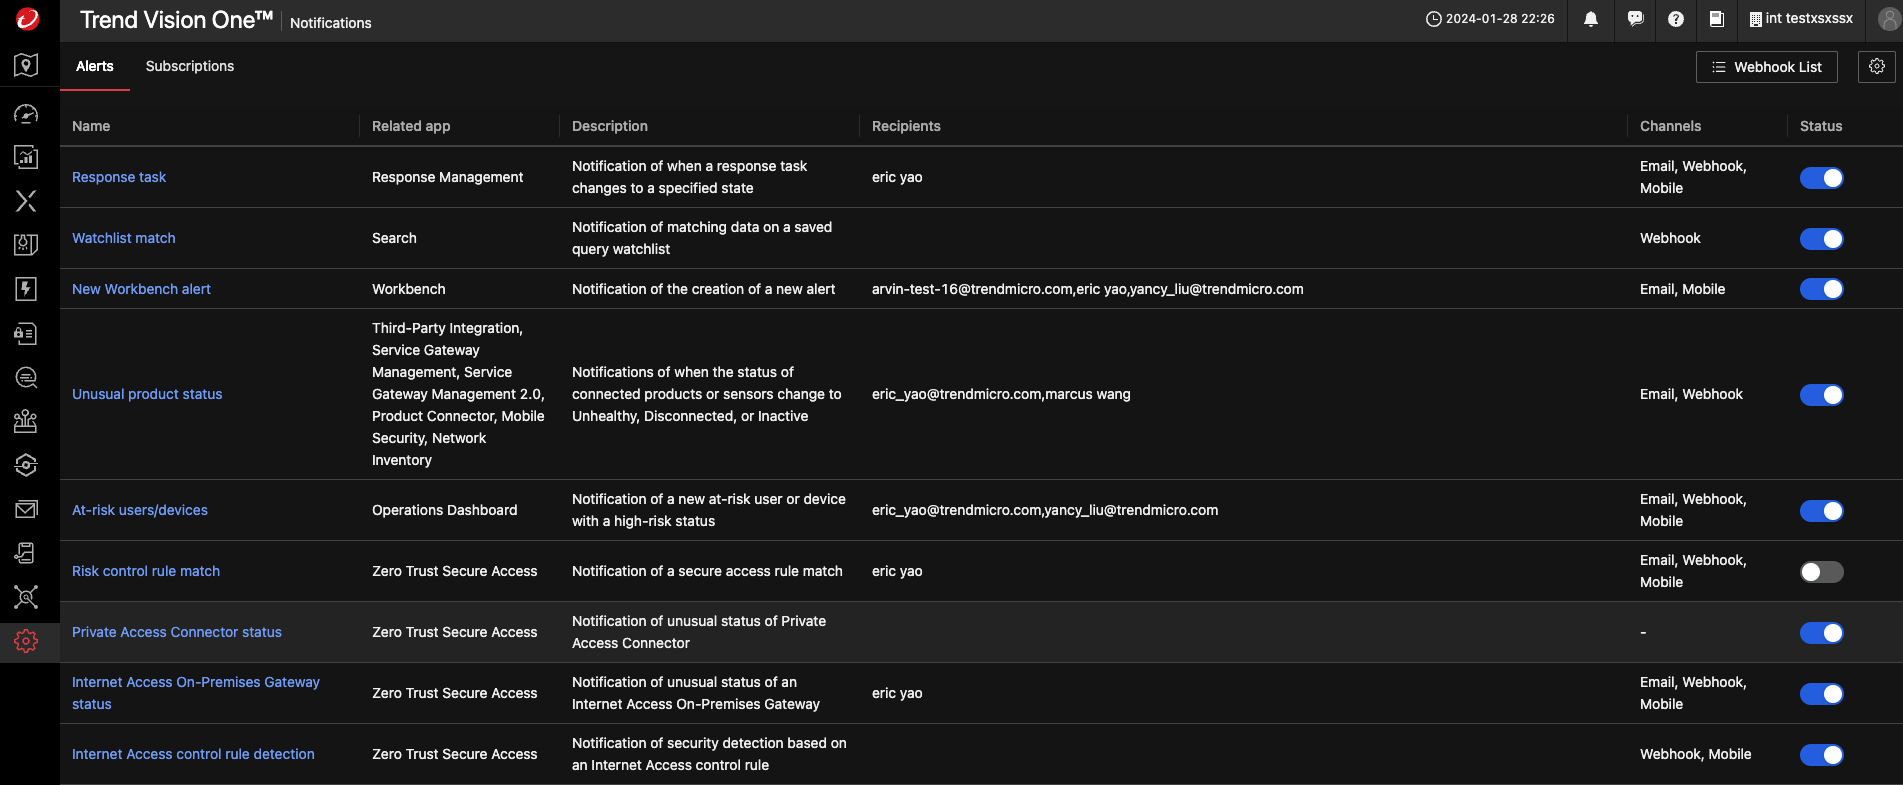 Trend Vision One™ Notifications
2024-01-28 22:26
int testxsxssx
Alerts Subscriptions
Webhook List
Name Related app Description Recipients Channels Status
Response task
Response Management
Notification of when a response task
changes to a specified state
eric yao
Email, Webhook,
Mobile
Watchlist match
Search
Notification of matching data on a saved
query watchlist
Webhook
New Workbench alert
Workbench
Notification of the creation of a new alert
arvin-test-16@trendmicro.com,eric yao,yancy_liu@trendmicro.com
Email, Mobile
Unusual product status
Third-Party Integration,
Service Gateway
Management, Service
Gateway Management 2.0,
Product Connector, Mobile
Security, Network
Inventory
Notifications of when the status of
connected products or sensors change to
Unhealthy, Disconnected, or Inactive
eric_yao@trendmicro.com,marcus wang
Email, Webhook
At-risk users/devices
Operations Dashboard
Notification of a new at-risk user or device
with a high-risk status
eric_yao@trendmicro.com,yancy_liu@trendmicro.com
Email, Webhook,
Mobile
Risk control rule match
Zero Trust Secure Access
Notification of a secure access rule match
eric yao
Email, Webhook,
Mobile
Private Access Connector status
Zero Trust Secure Access
Notification of unusual status of Private
Access Connector
-
Internet Access On-Premises Gateway
status
Zero Trust Secure Access
Notification of unusual status of an
Internet Access On-Premises Gateway
eric yao
Email, Webhook,
Mobile
Internet Access control rule detection
Zero Trust Secure Access
Notification of security detection based on
an Internet Access control rule
Webhook, Mobile